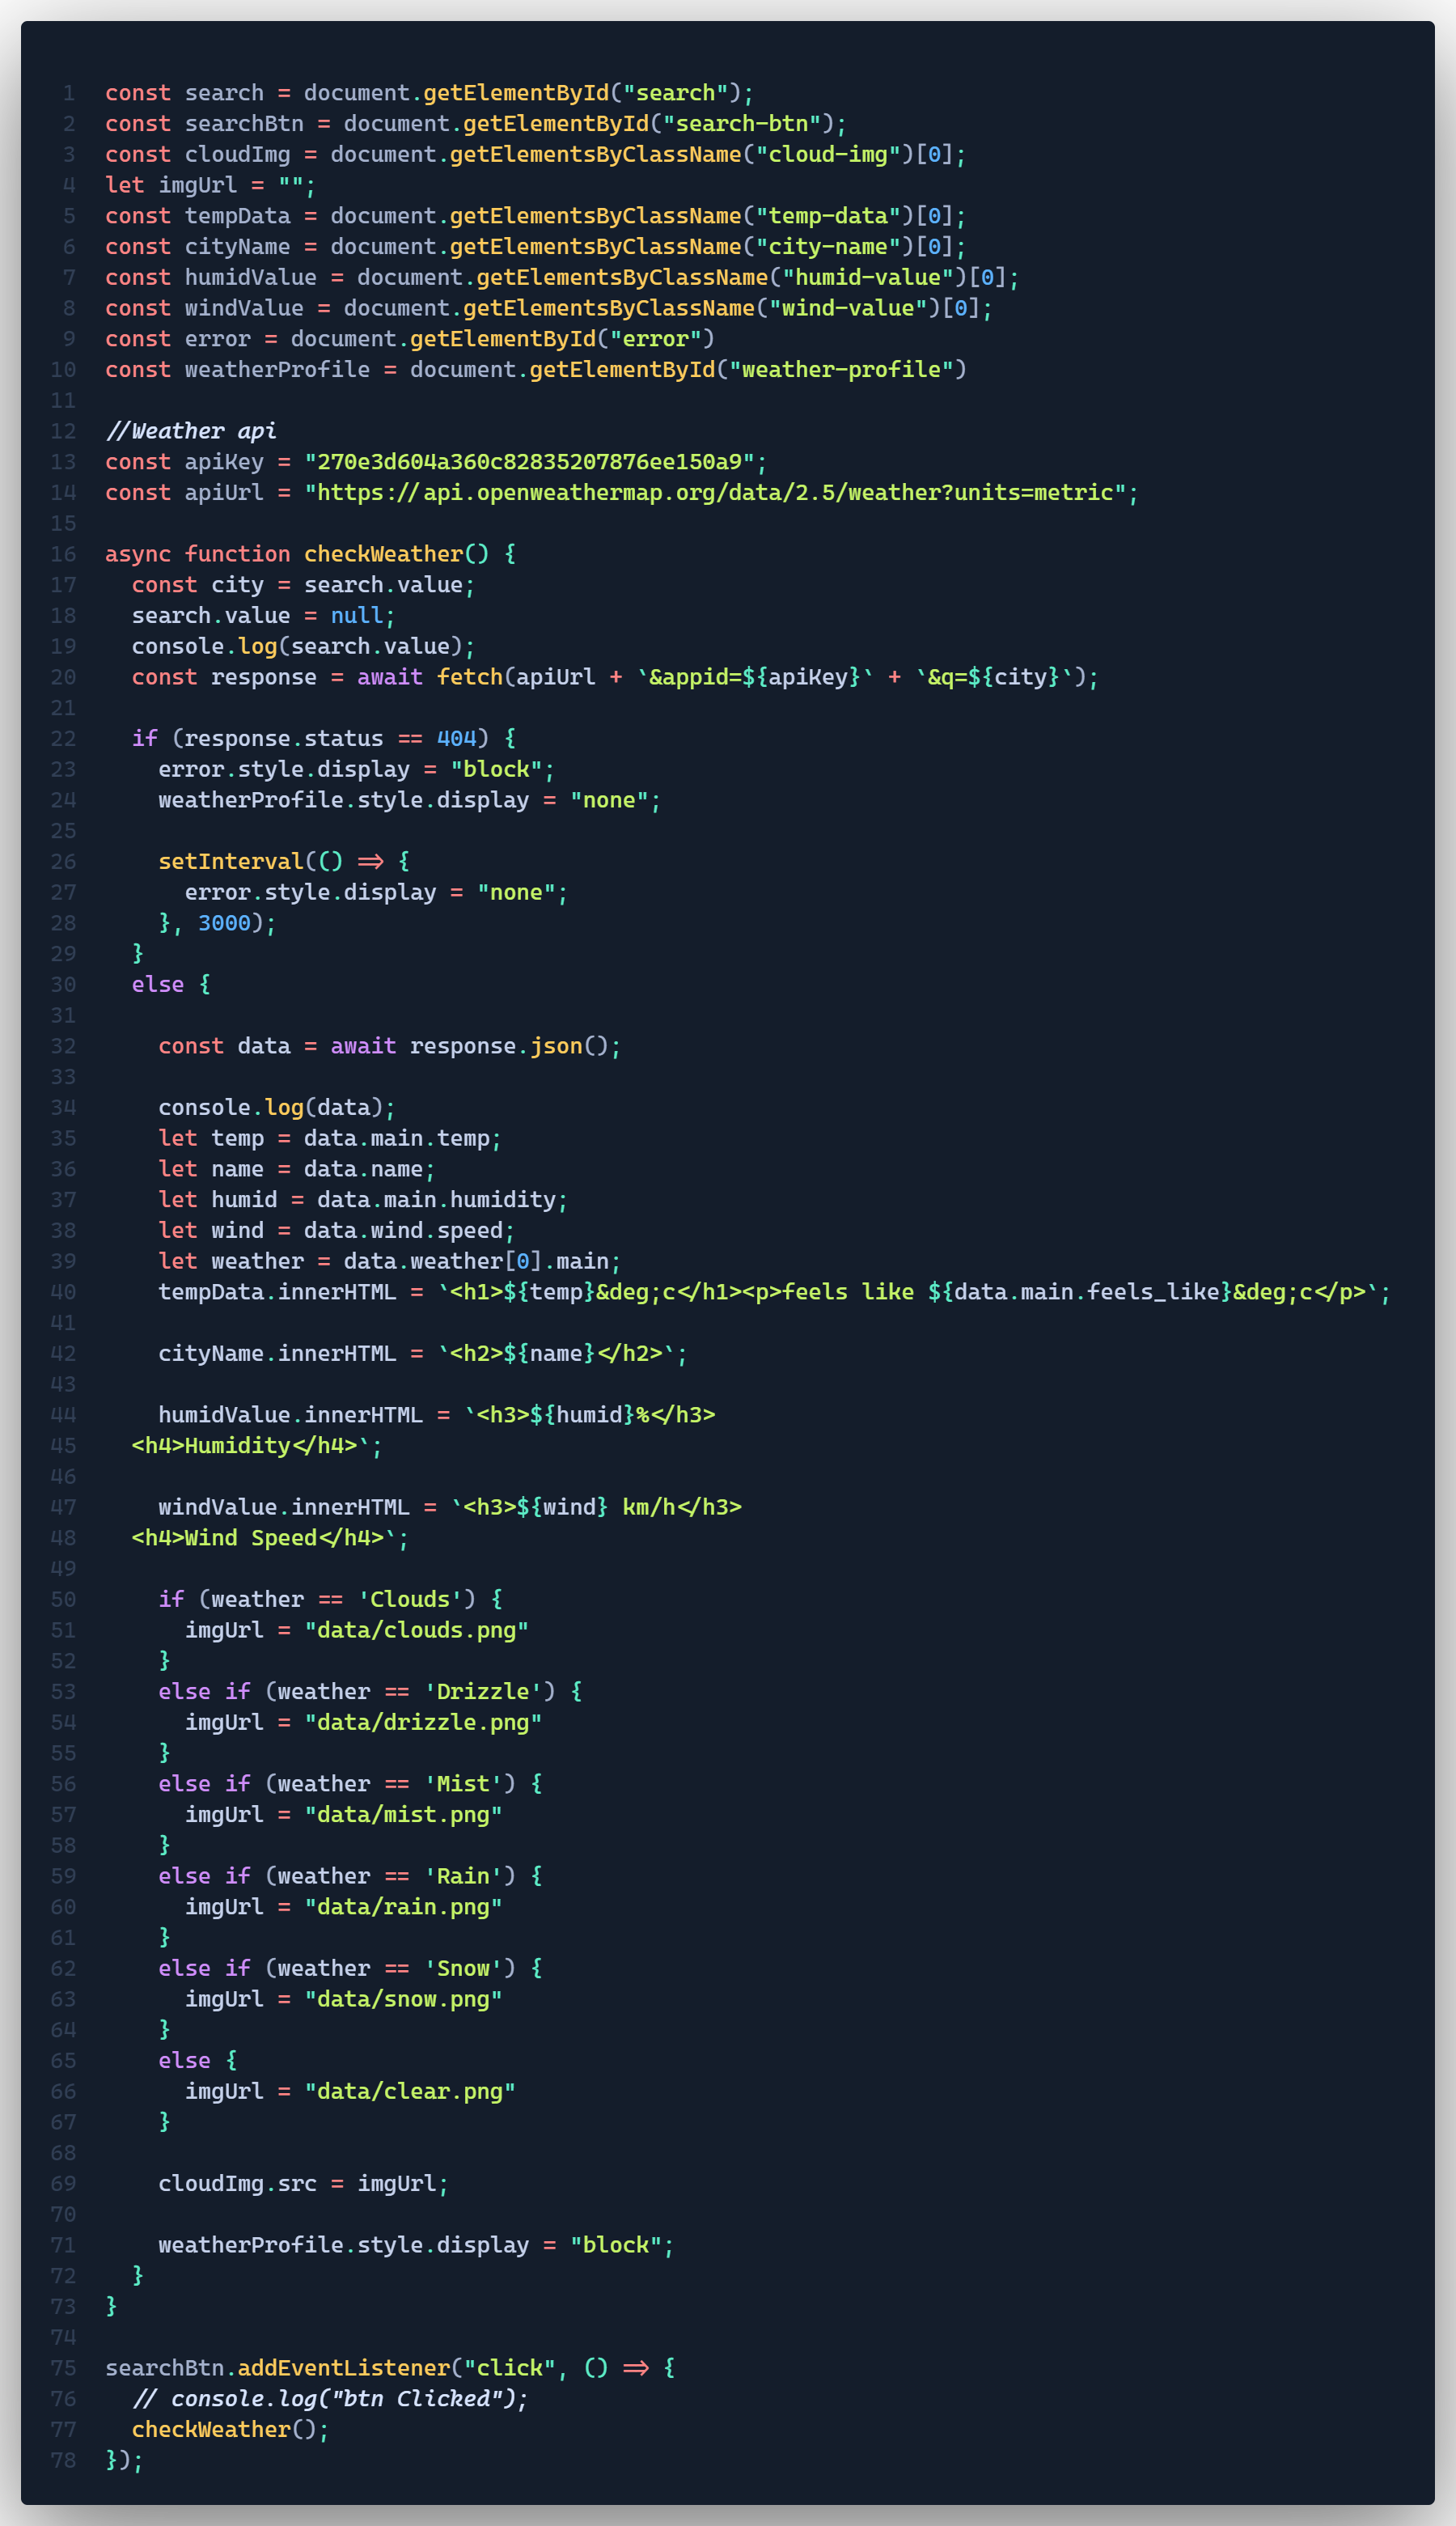 1 const search = document.getElementById("search");
2 const searchBtn = document.getElementById("search-btn");
3 const cloudImg = document.getElementsByClassName("cloud-img")[0];
4 let imgUrl = "";
5 const tempData = document.getElementsByClassName("temp-data")[0];
6 const cityName = document.getElementsByClassName("city-name")[0];
7 const humidValue = document.getElementsByClassName("humid-value")[0];
8 const windValue = document.getElementsByClassName("wind-value")[0];
9 const error = document.getElementById("error")
10 const weatherProfile = document.getElementById("weather-profile")
11
12 //Weather api
13 const apiKey = "270e3d604a360c82835207876ee150a9";
14 const apiUrl = "https://api.openweathermap.org/data/2.5/weather?units=metric";
15
16 async function checkWeather() {
17   const city = search.value;
18   search.value = null;
19   console.log(search.value);
20   const response = await fetch(apiUrl + `&appid=${apiKey}` + `&q=${city}`);
21
22   if (response.status == 404) {
23     error.style.display = "block";
24     weatherProfile.style.display = "none";
25
26     setInterval(() => {
27       error.style.display = "none";
28     }, 3000);
29   }
30   else {
31
32     const data = await response.json();
33
34     console.log(data);
35     let temp = data.main.temp;
36     let name = data.name;
37     let humid = data.main.humidity;
38     let wind = data.wind.speed;
39     let weather = data.weather[0].main;
40     tempData.innerHTML = `<h1>${temp}&deg;c</h1><p>feels like ${data.main.feels_like}&deg;c</p>`;
41
42     cityName.innerHTML = `<h2>${name}</h2>`;
43
44     humidValue.innerHTML = `<h3>${humid}%</h3>
45   <h4>Humidity</h4>`;
46
47     windValue.innerHTML = `<h3>${wind} km/h</h3>
48   <h4>Wind Speed</h4>`;
49
50     if (weather == 'Clouds') {
51       imgUrl = "data/clouds.png"
52     }
53     else if (weather == 'Drizzle') {
54       imgUrl = "data/drizzle.png"
55     }
56     else if (weather == 'Mist') {
57       imgUrl = "data/mist.png"
58     }
59     else if (weather == 'Rain') {
60       imgUrl = "data/rain.png"
61     }
62     else if (weather == 'Snow') {
63       imgUrl = "data/snow.png"
64     }
65     else {
66       imgUrl = "data/clear.png"
67     }
68
69     cloudImg.src = imgUrl;
70
71     weatherProfile.style.display = "block";
72   }
73 }
74
75 searchBtn.addEventListener("click", () => {
76   // console.log("btn Clicked");
77   checkWeather();
78 });